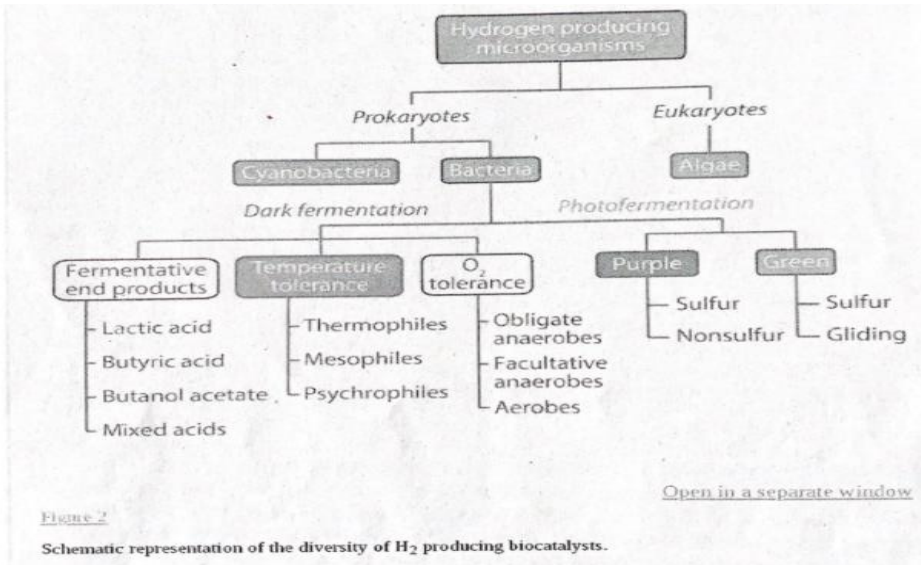 Hydrogen producing
microorganisms
Prokaryotes
Eukaryotes
Cyanobacteria
Bacteria
Algae
Dark fermentation
Photofermentation
Fermentative
end products
Lactic acid
Butyric acid
Butanol acetate
Mixed acids
Temperature
tolerance
Thermophiles
Mesophiles
Psychrophiles
O₂
tolerance
Obligate
anaerobes
Facultative
anaerobes
Aerobes
Purple
Sulfur
Nonsulfur
Green
Sulfur
Gliding
Open in a separate window
Figure 2
Schematic representation of the diversity of H₂ producing biocatalysts.